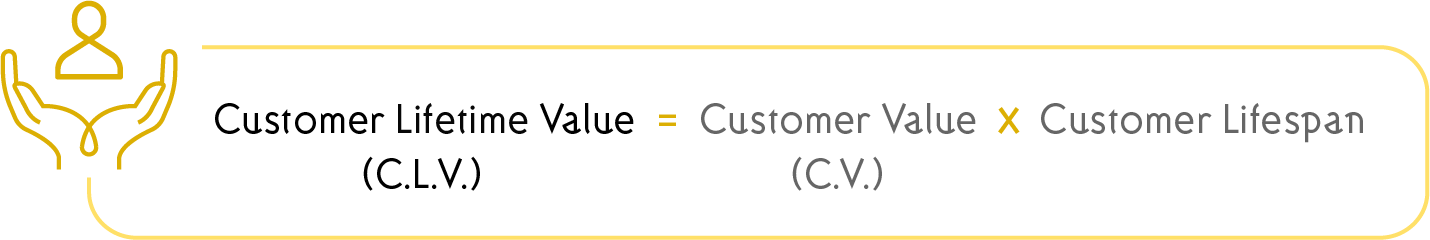 Customer Lifetime Value = Customer Value x Customer Lifespan
(C.L.V.) (C.V.)